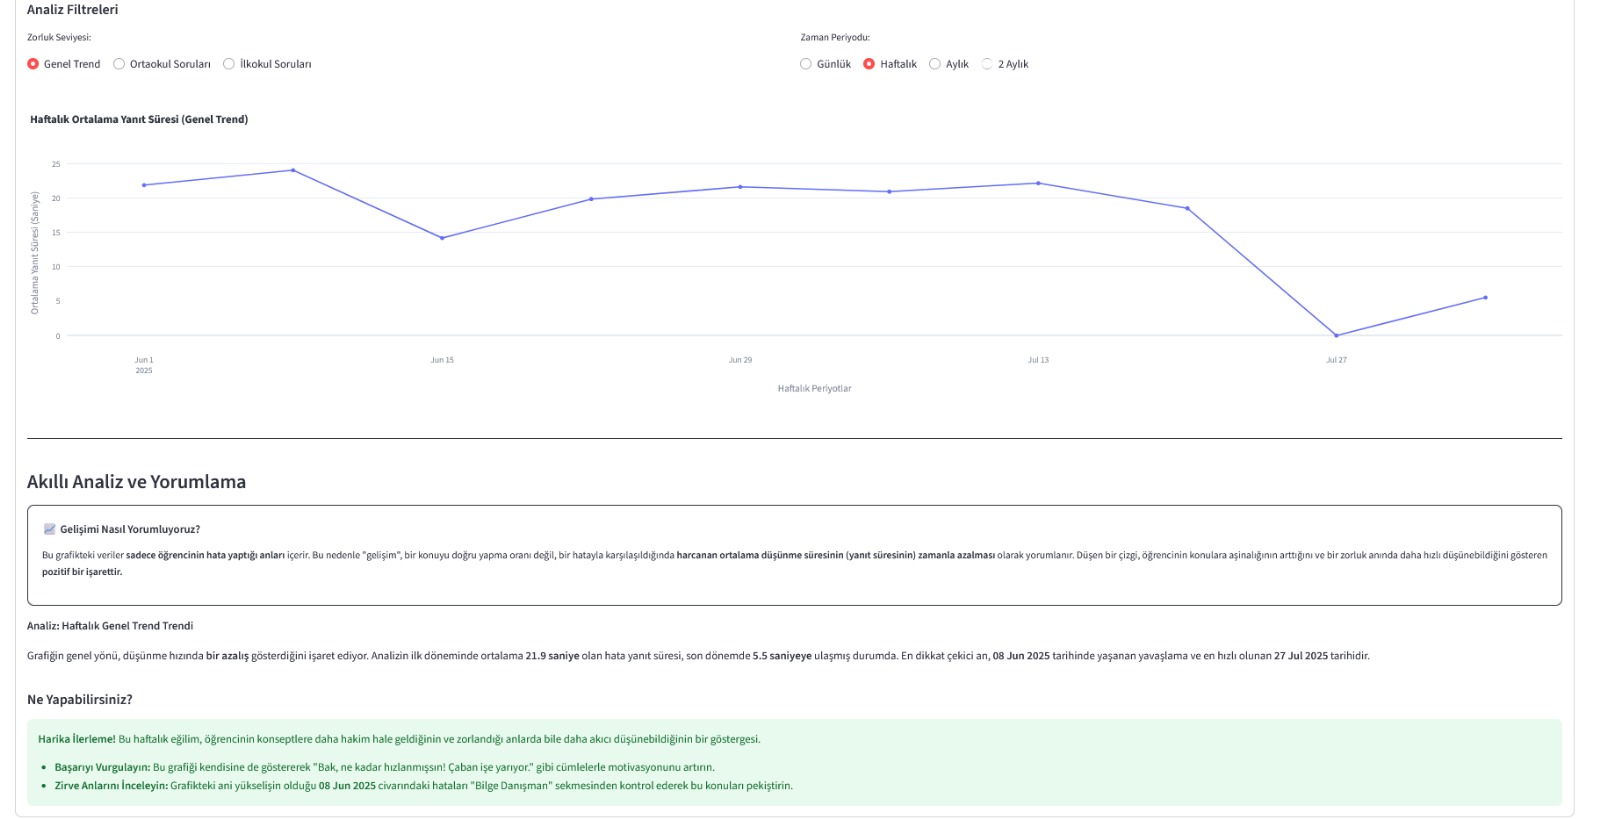 Analiz Filtreleri
Zorluk Seviyesi:
Genel Trend Ortaokul Soruları İlkokul Soruları
Zaman Periyodu:
Günlük Haftalık Aylık 2 Aylık
Haftalık Ortalama Yanıt Süresi (Genel Trend)
Ortalama Yanıt Süresi (Saniye)
25
20
15
10
5
0
Jun 1 Jun 15 Jun 29 Jul 13 Jul 27
2025
Haftalık Periyotlar
Akıllı Analiz ve Yorumlama
Gelişimi Nasıl Yorumluyoruz?
Bu grafikteki veriler sadece öğrencinin hata yaptığı anları içerir. Bu nedenle "gelişim", bir konuyu doğru yapma oranı değil, bir hatayla karşılaşıldığında harcanan ortalama düşünme süresinin (yanıt süresinin) zamanla azalması olarak yorumlanır. Düşen bir çizgi, öğrencinin konulara aşinalığının arttığını ve bir zorluk anında daha hızlı düşünebildiğini gösteren
pozitif bir işarettir.
Analiz: Haftalık Genel Trend Trendi
Grafiğin genel yönü, düşünme hızında bir azalış gösterdiğini işaret ediyor. Analizin ilk döneminde ortalama 21.9 saniye olan hata yanıt süresi, son dönemde 5.5 saniyeye ulaşmış durumda. En dikkat çekici an, 08 Jun 2025 tarihinde yaşanan yavaşlama ve en hızlı olunan 27 Jul 2025 tarihidir.
Ne Yapabilirsiniz?
Harika İlerleme! Bu haftalık eğilim, öğrencinin konseptlere daha hakim hale geldiğinin ve zorlandığı anlarda bile daha akıcı düşünebildiğinin bir göstergesi.
• Başarıyı Vurgulayın: Bu grafiği kendisine de göstererek "Bak, ne kadar hızlanmışsın! Çaban işe yarıyor." gibi cümlelerle motivasyonunu artırın.
• Zirve Anlarını İnceleyin: Grafikteki ani yükselişin olduğu 08 Jun 2025 civarındaki hataları "Bilge Danışman" sekmesinden kontrol ederek bu konuları pekiştirin.